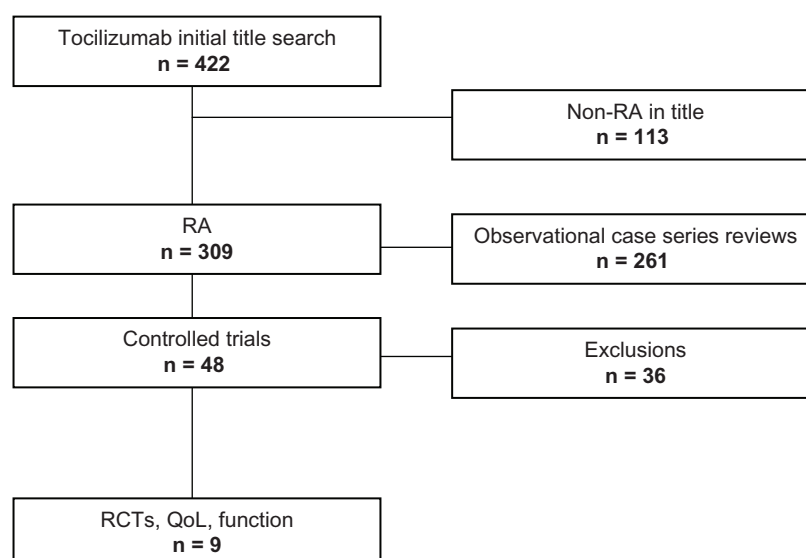 Tocilizumab initial title search
n = 422
Non-RA in title
n = 113
RA
n = 309
Observational case series reviews
n = 261
Controlled trials
n = 48
Exclusions
n = 36
RCTs, QoL, function
n = 9